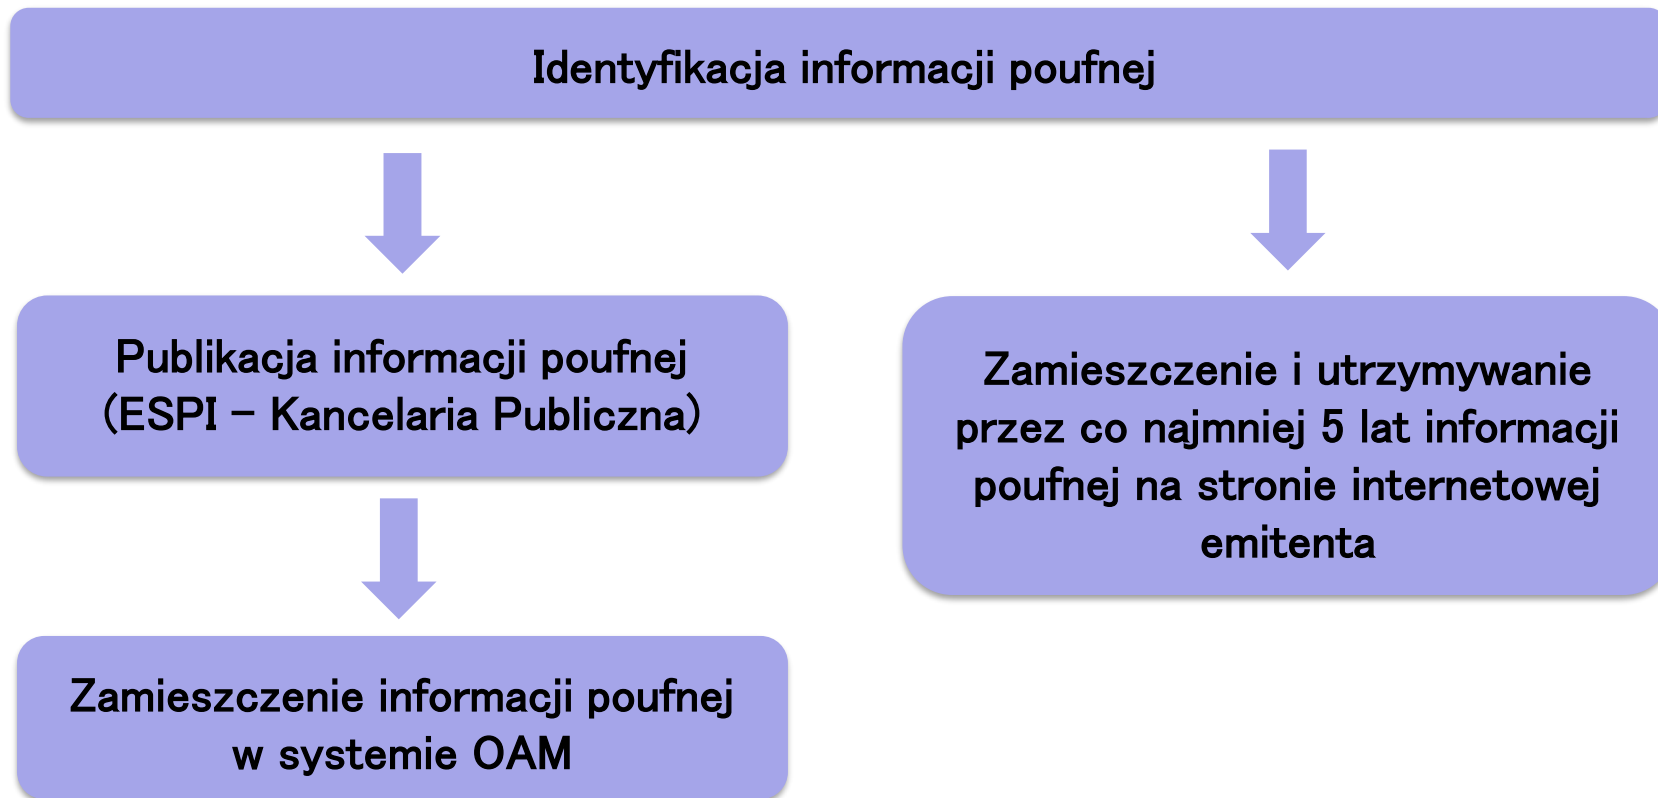 Identyfikacja informacji poufnej
Publikacja informacji poufnej
(ESPI – Kancelaria Publiczna)
Zamieszczenie i utrzymywanie
przez co najmniej 5 lat informacji
poufnej na stronie internetowej
emitenta
Zamieszczenie informacji poufnej
w systemie OAM